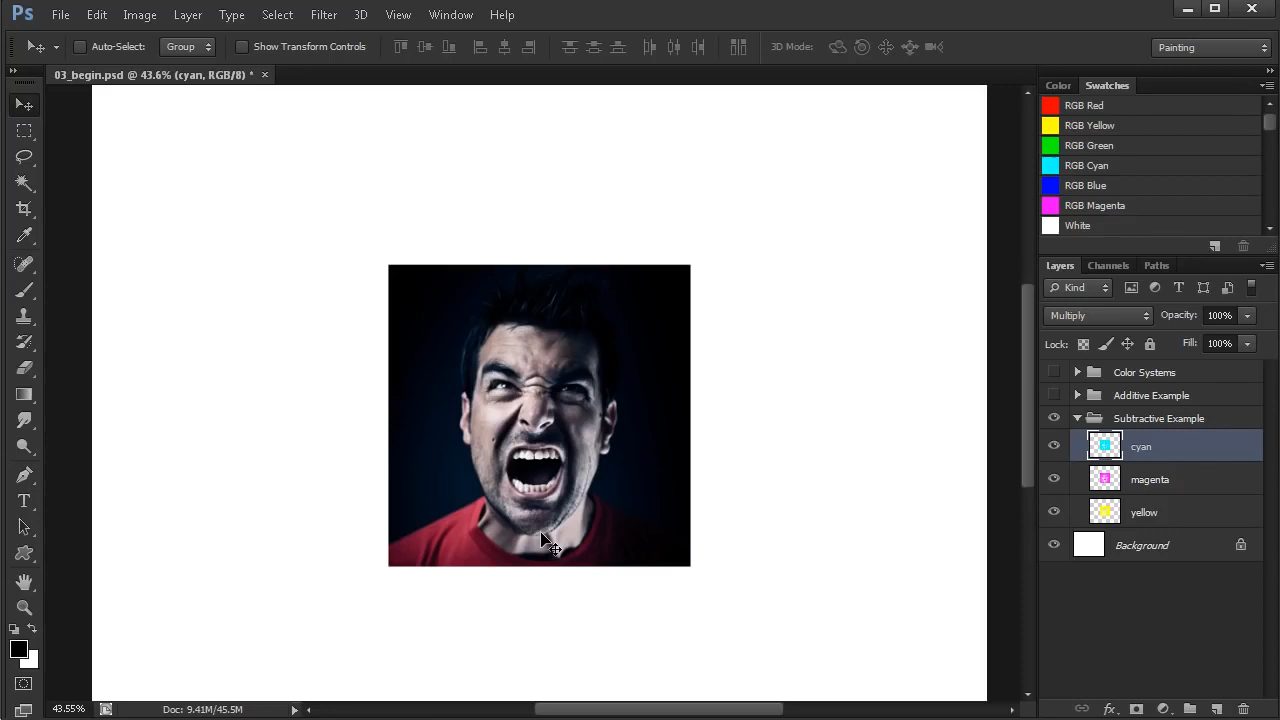 Ps File Edit Image Layer Type Select Filter 3D View Window Help
Auto-Select: Group Show Transform Controls 3D Mode: Painting
03_begin.psd @ 43.6% (cyan, RGB/8) * ×
Color Swatches
RGB Red
RGB Yellow
RGB Green
RGB Cyan
RGB Blue
RGB Magenta
White
Layers Channels Paths
Kind
Multiply Opacity: 100%
Lock: Fill: 100%
Color Systems
Additive Example
Subtractive Example
cyan
magenta
yellow
Background
43.55% Doc: 9.41M/45.5M